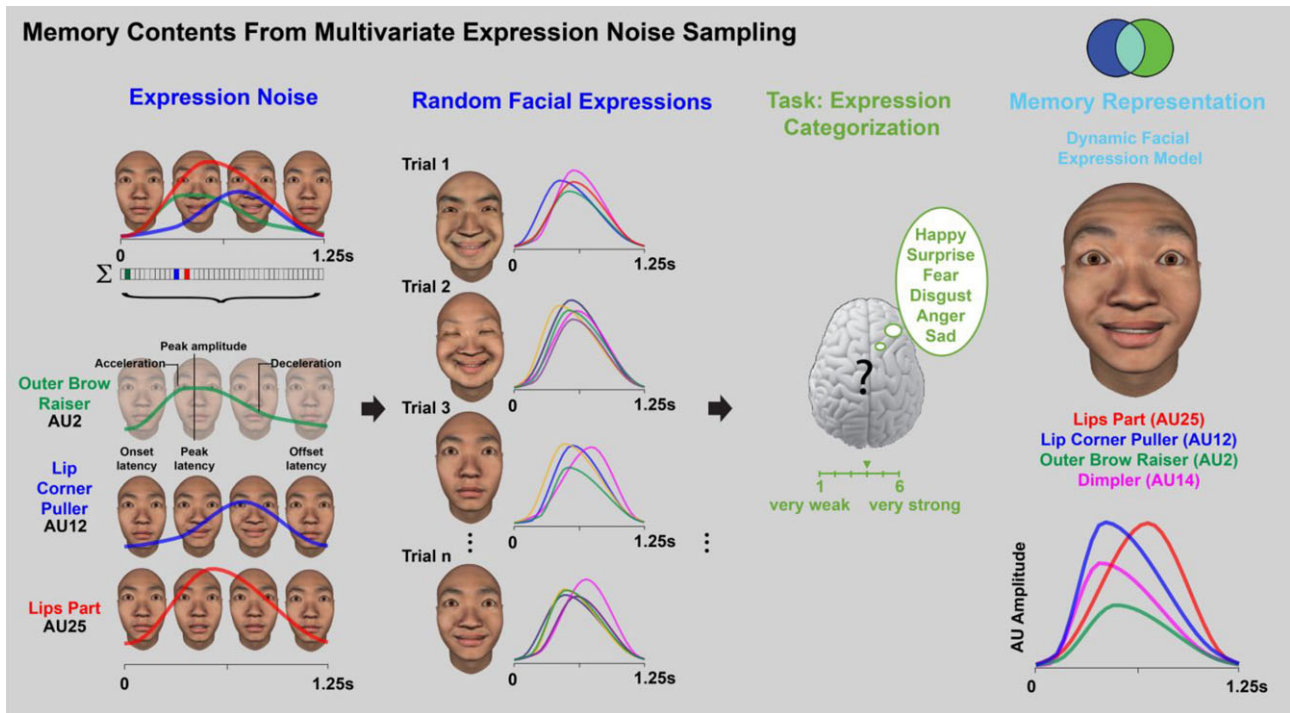 Memory Contents From Multivariate Expression Noise Sampling
Expression Noise
0
1.25s
Σ
Peak amplitude
Acceleration
Deceleration
Outer Brow
Raiser
AU2
Onset
latency
Peak
latency
Offset
latency
Lip
Corner
Puller
AU12
Lips Part
AU25
0
1.25s
Random Facial Expressions
Trial 1
0
1.25s
Trial 2
0
1.25s
Trial 3
0
1.25s
Trial n
0
1.25s
Task: Expression
Categorization
Happy
Surprise
Fear
Disgust
Anger
Sad
?
1
6
very weak
very strong
Memory Representation
Dynamic Facial
Expression Model
Lips Part (AU25)
Lip Corner Puller (AU12)
Outer Brow Raiser (AU2)
Dimpler (AU14)
AU Amplitude
0
1.25s